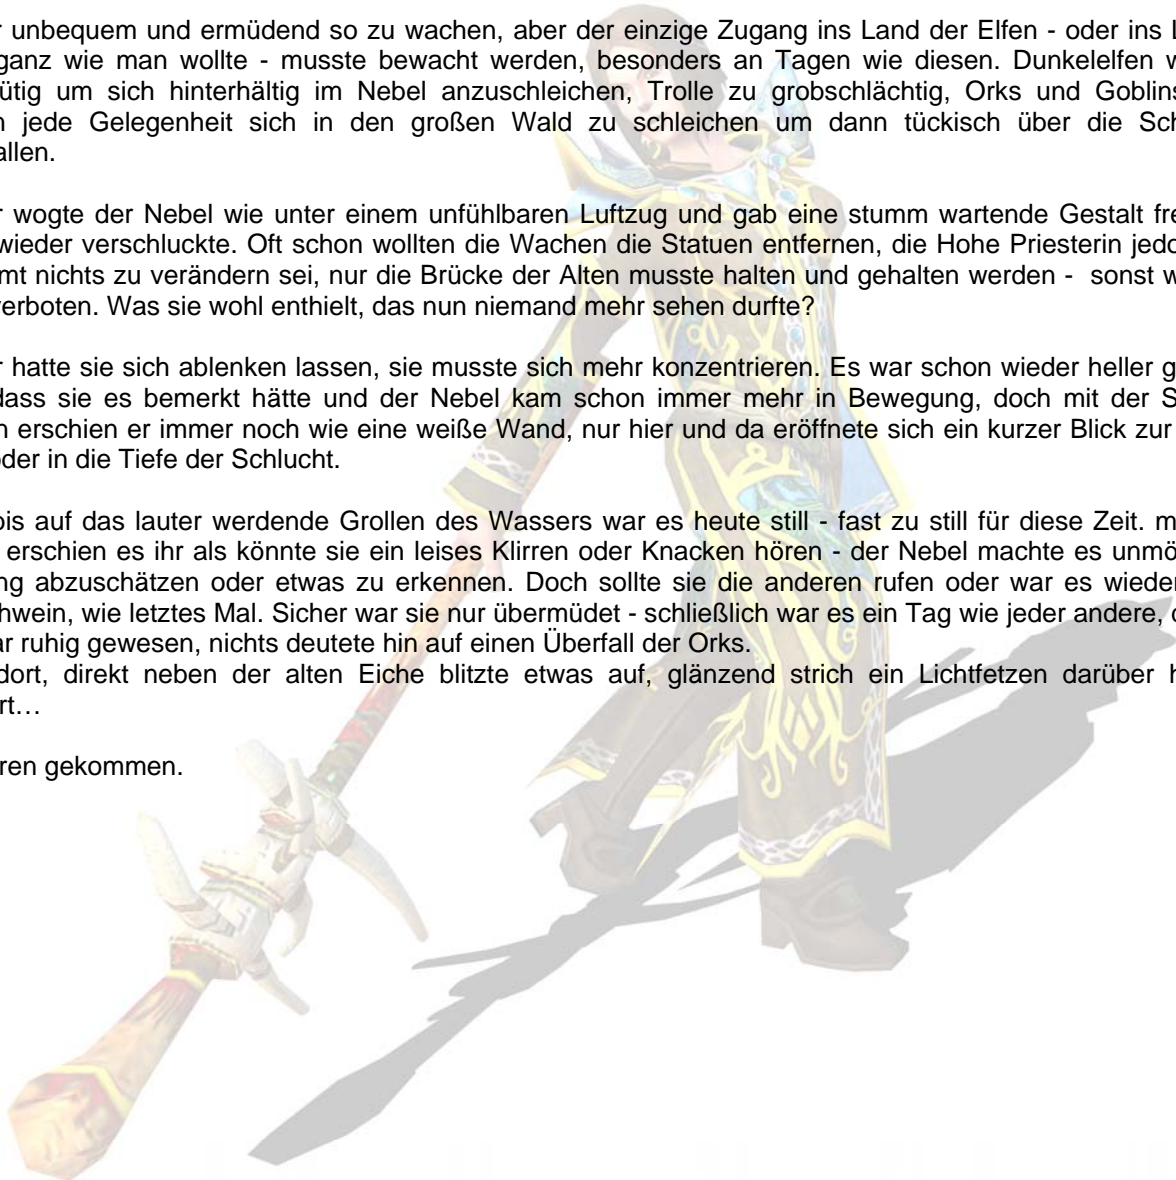 r unbequem und ermüdend so zu wachen, aber der einzige Zugang ins Land der Elfen - oder ins L
ganz wie man wollte - musste bewacht werden, besonders an Tagen wie diesen. Dunkelelfen w
ütig um sich hinterhältig im Nebel anzuschleichen, Trolle zu grobschlächtig, Orks und Goblins
n jede Gelegenheit sich in den großen Wald zu schleichen um dann tückisch über die Sch
allen.
r wogte der Nebel wie unter einem unfühlbaren Luftzug und gab eine stumm wartende Gestalt fre
wieder verschluckte. Oft schon wollten die Wachen die Statuen entfernen, die Hohe Priesterin jedo
mt nichts zu verändern sei, nur die Brücke der Alten musste halten und gehalten werden - sonst w
verboten. Was sie wohl enthielt, das nun niemand mehr sehen durfte?
r hatte sie sich ablenken lassen, sie musste sich mehr konzentrieren. Es war schon wieder heller g
dass sie es bemerkt hätte und der Nebel kam schon immer mehr in Bewegung, doch mit der S
n erschien er immer noch wie eine weiße Wand, nur hier und da eröffnete sich ein kurzer Blick zur
oder in die Tiefe der Schlucht.
bis auf das lauter werdende Grollen des Wassers war es heute still - fast zu still für diese Zeit. m
erschien es ihr als könnte sie ein leises Klirren oder Knacken hören - der Nebel machte es unmö
ng abzuschätzen oder etwas zu erkennen. Doch sollte sie die anderen rufen oder war es wieder
hwein, wie letztes Mal. Sicher war sie nur übermüdet - schließlich war es ein Tag wie jeder andere, d
ar ruhig gewesen, nichts deutete hin auf einen Überfall der Orks.
dort, direkt neben der alten Eiche blitzte etwas auf, glänzend strich ein Lichtfetzen darüber h
rt…
ren gekommen.